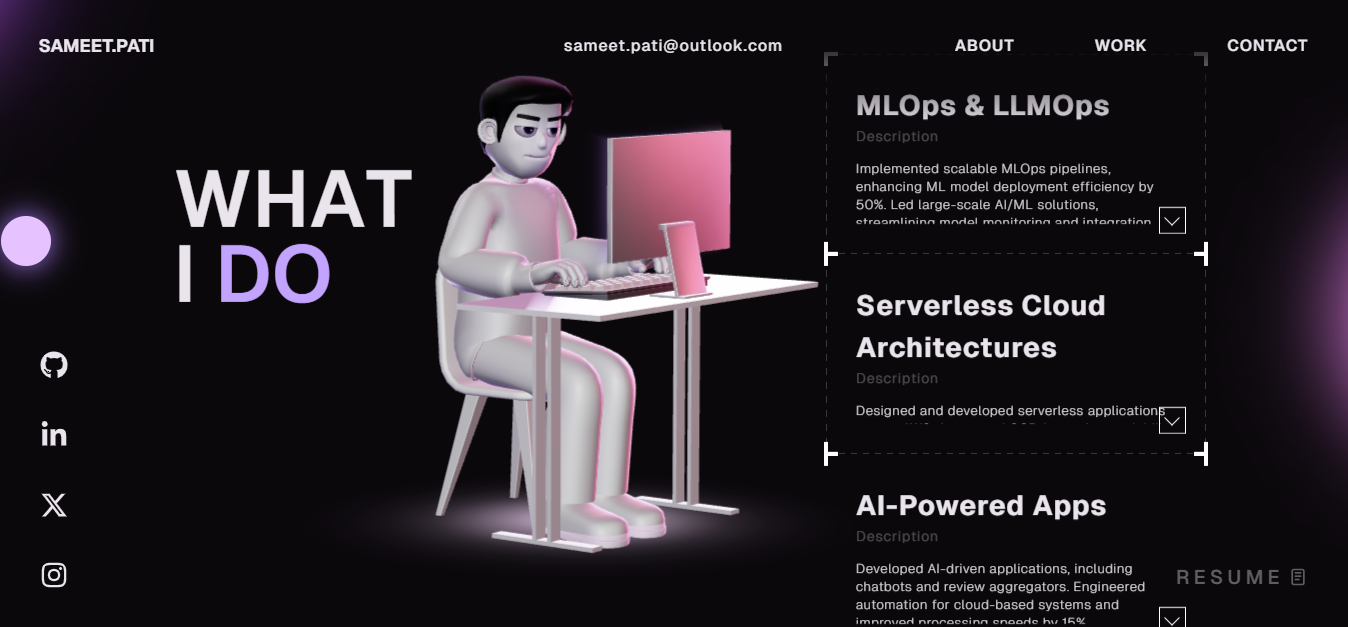 SAMEET.PATI
sameet.pati@outlook.com
ABOUT
WORK
CONTACT
WHAT
I DO
MLOps & LLMOps
Description
Implemented scalable MLOps pipelines,
enhancing ML model deployment efficiency by
50%. Led large-scale AI/ML solutions,
streamlining model monitoring and integration
Serverless Cloud
Architectures
Description
Designed and developed serverless applications
AI-Powered Apps
Description
Developed AI-driven applications, including
chatbots and review aggregators. Engineered
automation for cloud-based systems and
improved processing speeds by 15%.
RESUME